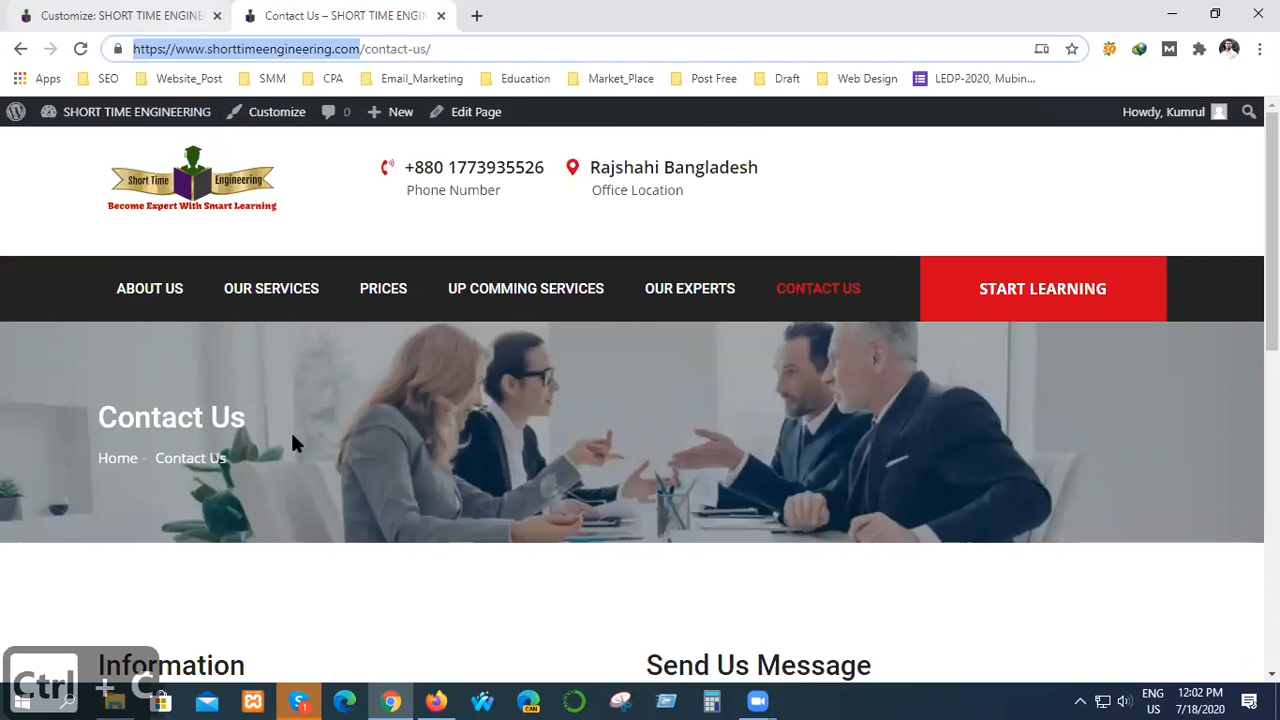 Customize: SHORT TIME ENGINE
Contact Us – SHORT TIME ENGIN
https://www.shorttimeengineering.com/contact-us/
Apps
SEO
Website_Post
SMM
CPA
Email_Marketing
Education
Market_Place
Post Free
Draft
Web Design
LEDP-2020, Mubin...
SHORT TIME ENGINEERING
Customize
0
New
Edit Page
Howdy, Kumrul
Short Time Engineering
Become Expert With Smart Learning
+880 1773935526
Phone Number
Rajshahi Bangladesh
Office Location
ABOUT US
OUR SERVICES
PRICES
UP COMMING SERVICES
OUR EXPERTS
CONTACT US
START LEARNING
Contact Us
Home - Contact Us
Information
Send Us Message
Ctrl + C
ENG
US
12:02 PM
7/18/2020